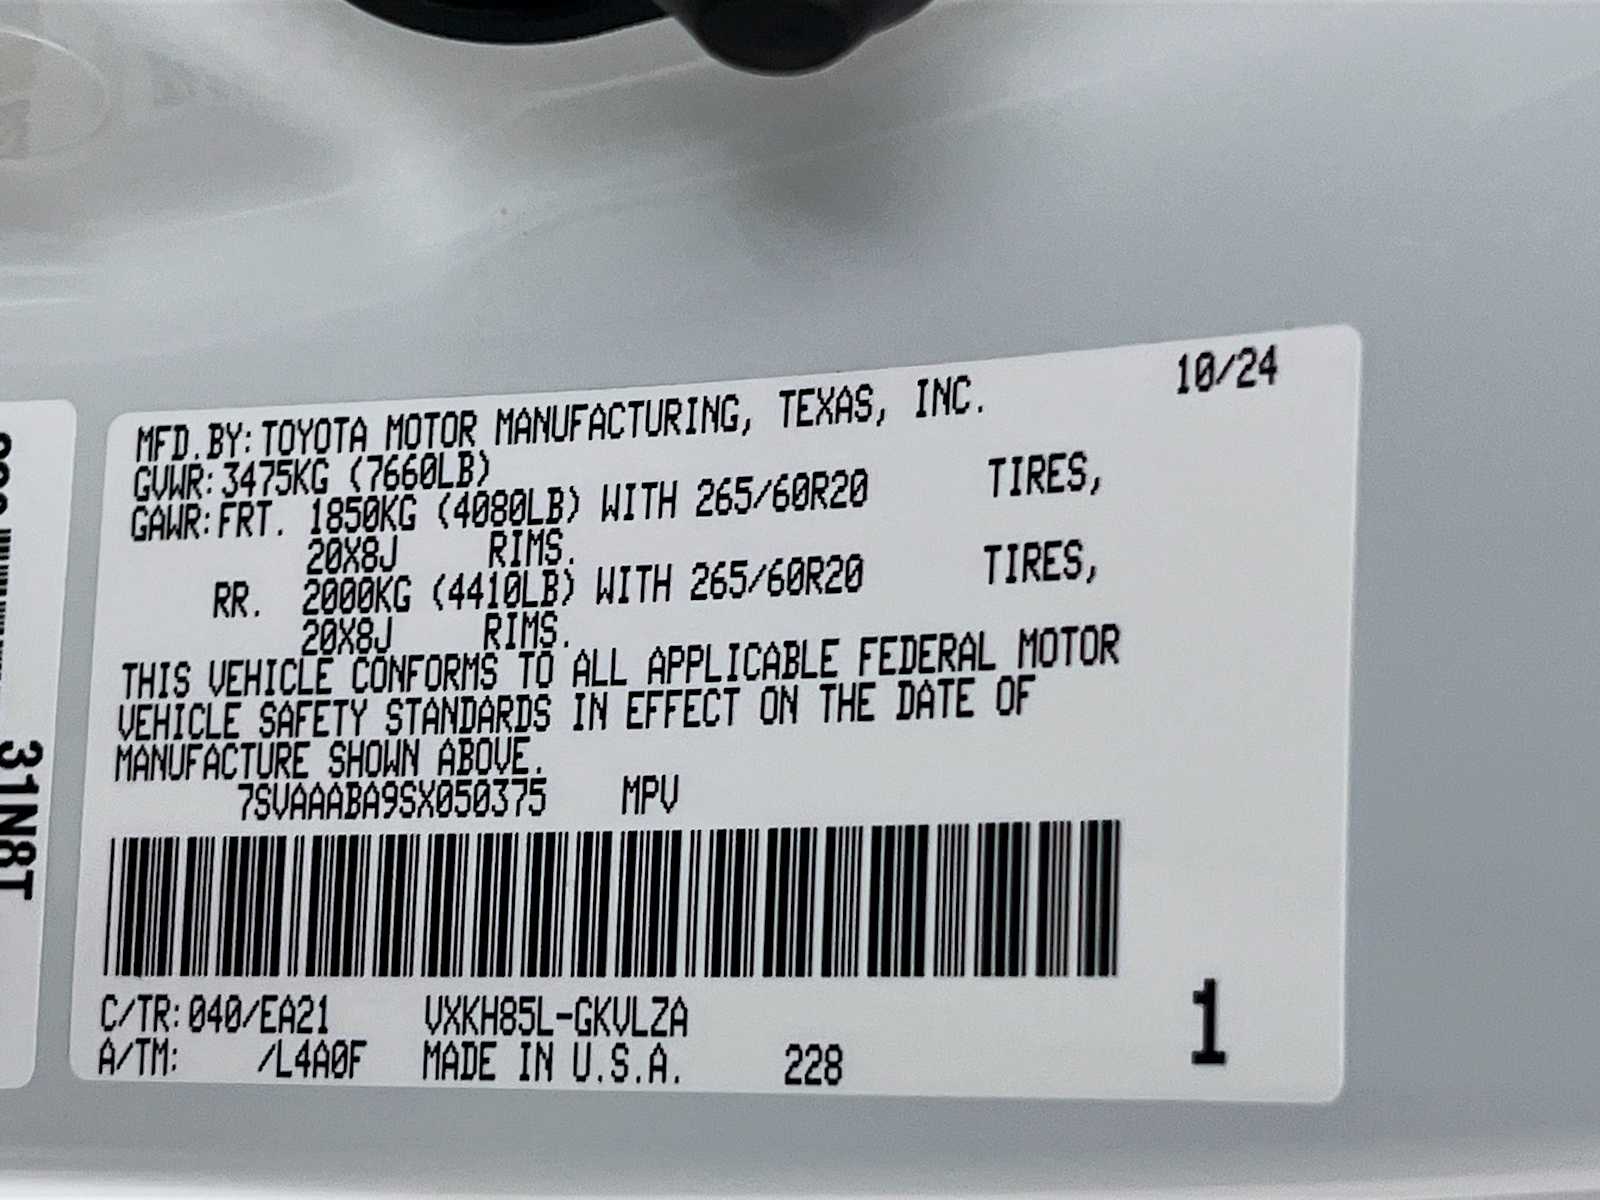 MFD.BY:TOYOTA MOTOR MANUFACTURING, TEXAS, INC. 10/24
GVWR:3475KG (7660LB)
GAWR:FRT. 1850KG (4080LB) WITH 265/60R20 TIRES,
20X8J RIMS.
RR. 2000KG (4410LB) WITH 265/60R20 TIRES,
20X8J RIMS.
THIS VEHICLE CONFORMS TO ALL APPLICABLE FEDERAL MOTOR
VEHICLE SAFETY STANDARDS IN EFFECT ON THE DATE OF
MANUFACTURE SHOWN ABOVE.
7SVAAABA9SX050375 MPV
C/TR:040/EA21 VXKH85L-GKVLZA
A/TM: /L4A0F MADE IN U.S.A. 228 1
31N8T